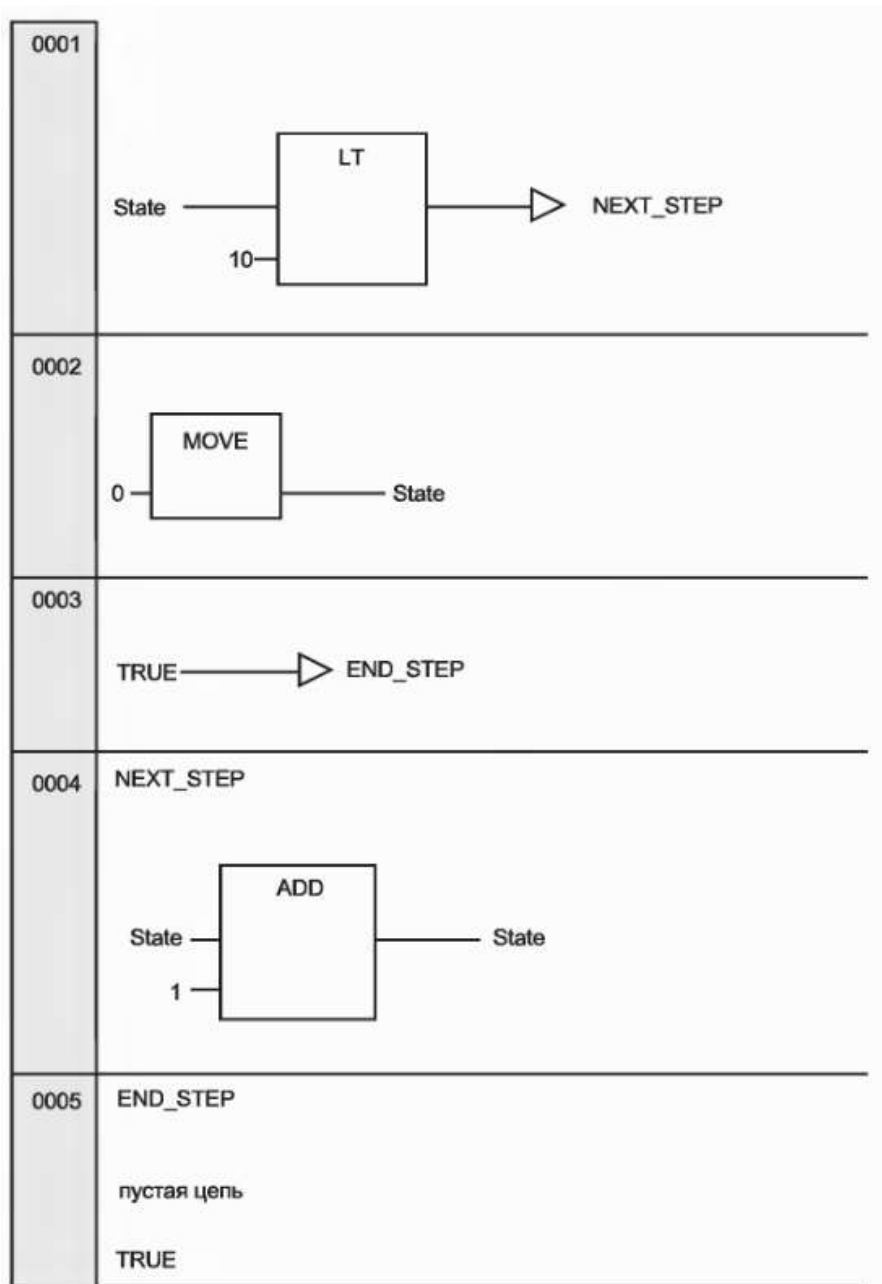 0001
LT
State
NEXT_STEP
10
0002
MOVE
0
State
0003
TRUE
END_STEP
0004
NEXT_STEP
ADD
State
State
1
0005
END_STEP
пустая цепь
TRUE